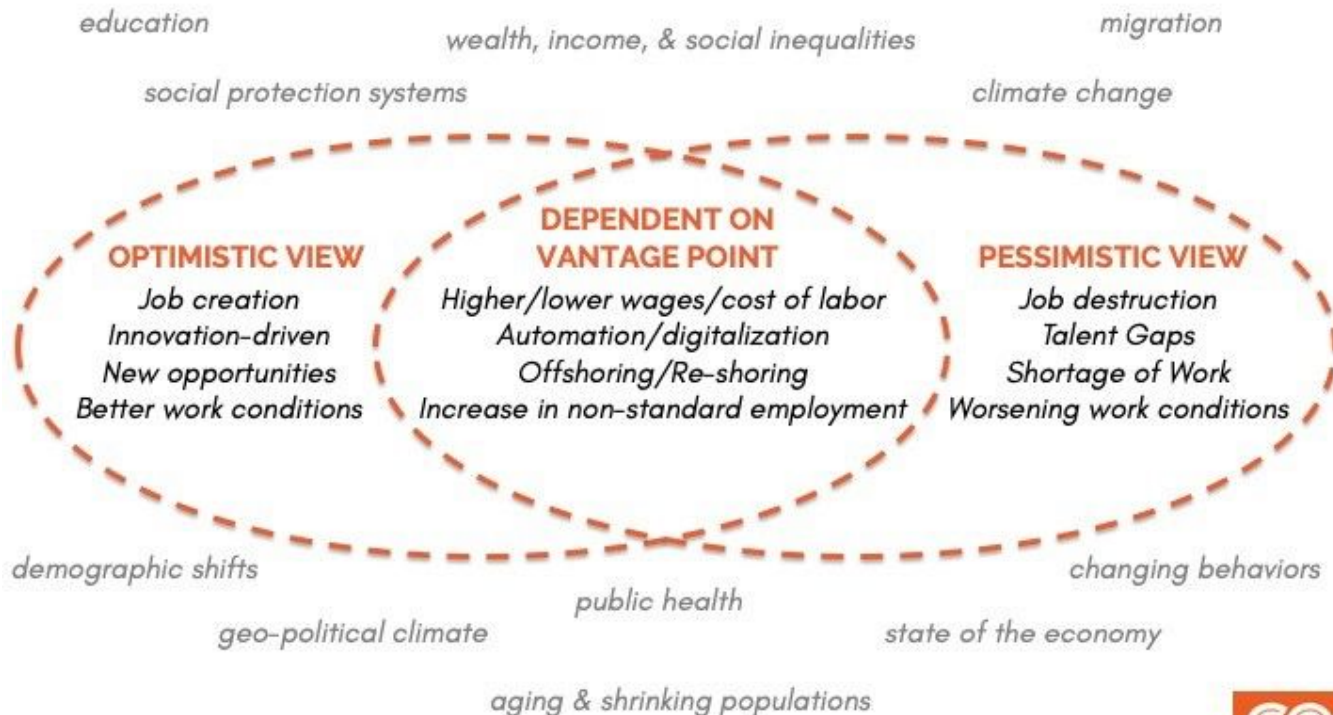 education
wealth, income, & social inequalities
migration
social protection systems
climate change
OPTIMISTIC VIEW
Job creation
Innovation-driven
New opportunities
Better work conditions
DEPENDENT ON
VANTAGE POINT
Higher/lower wages/cost of labor
Automation/digitalization
Offshoring/Re-shoring
Increase in non-standard employment
PESSIMISTIC VIEW
Job destruction
Talent Gaps
Shortage of Work
Worsening work conditions
demographic shifts
changing behaviors
public health
geo-political climate
state of the economy
aging & shrinking populations